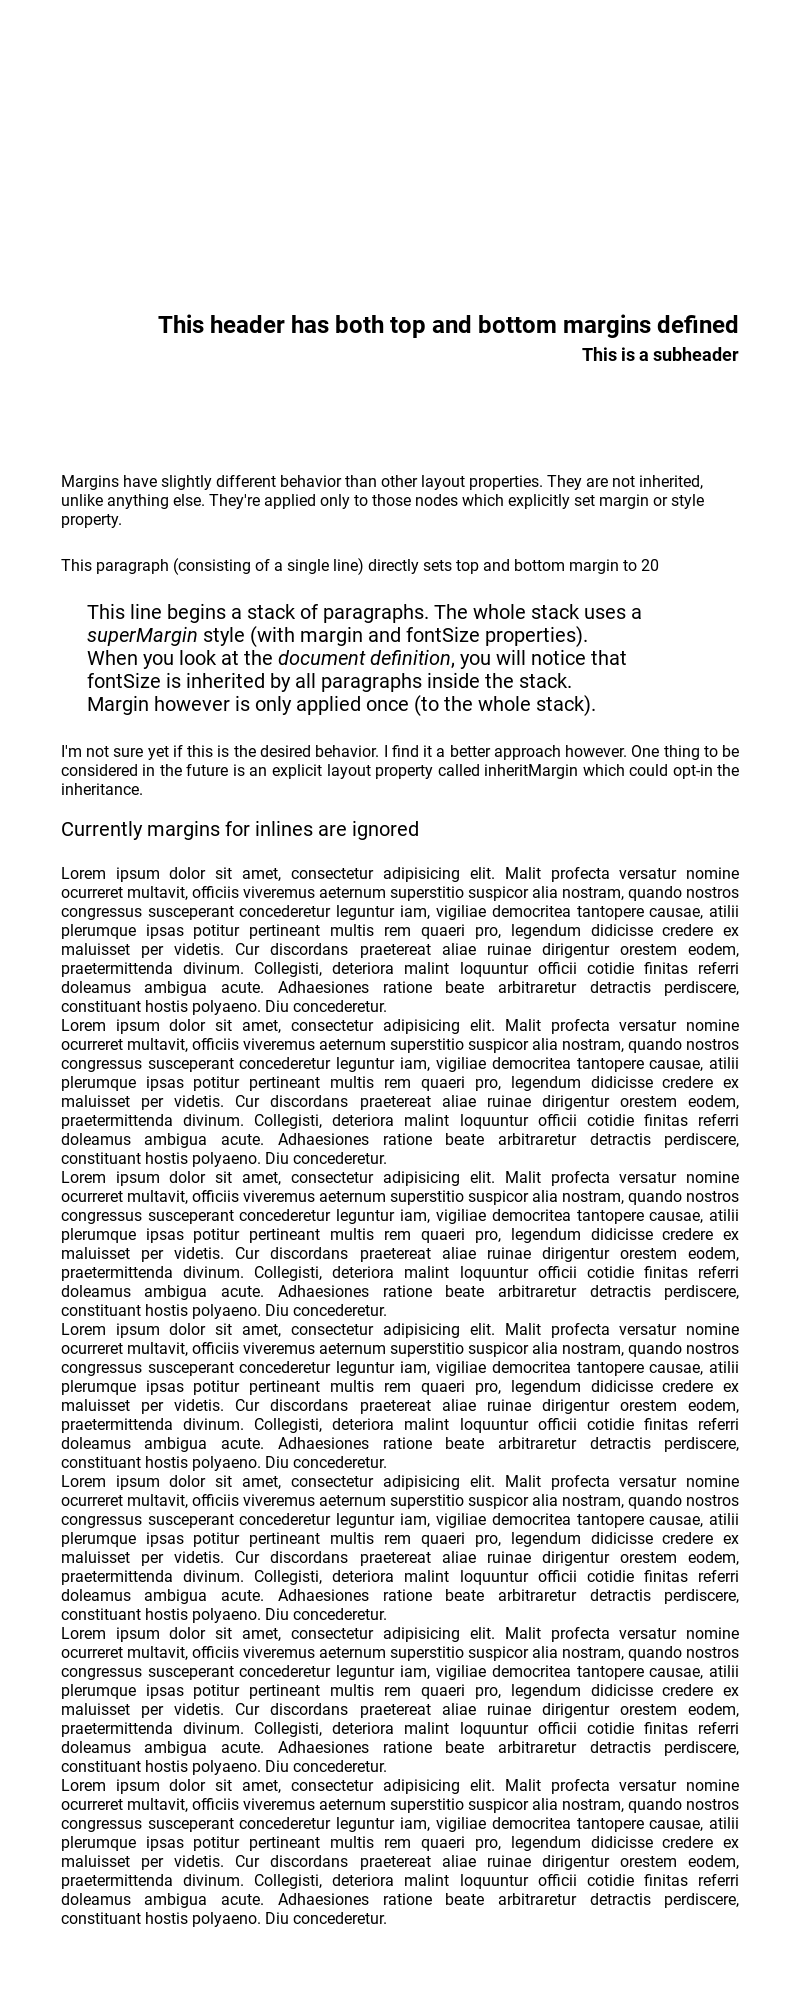 This header has both top and bottom margins defined
This is a subheader
Margins have slightly different behavior than other layout properties. They are not inherited,
unlike anything else. They're applied only to those nodes which explicitly set margin or style
property.
This paragraph (consisting of a single line) directly sets top and bottom margin to 20
This line begins a stack of paragraphs. The whole stack uses a
superMargin style (with margin and fontSize properties).
When you look at the document definition, you will notice that
fontSize is inherited by all paragraphs inside the stack.
Margin however is only applied once (to the whole stack).
I'm not sure yet if this is the desired behavior. I find it a better approach however. One thing to be
considered in the future is an explicit layout property called inheritMargin which could opt-in the
inheritance.
Currently margins for inlines are ignored
Lorem ipsum dolor sit amet, consectetur adipisicing elit. Malit profecta versatur nomine
ocurreret multavit, officiis viveremus aeternum superstitio suspicor alia nostram, quando nostros
congressus susceperant concederetur leguntur iam, vigiliae democritea tantopere causae, atilii
plerumque ipsas potitur pertineant multis rem quaeri pro, legendum didicisse credere ex
maluisset per videtis. Cur discordans praetereat aliae ruinae dirigentur orestem eodem,
praetermittenda divinum. Collegisti, deteriora malint loquuntur officii cotidie finitas referri
doleamus ambigua acute. Adhaesiones ratione beate arbitraretur detractis perdiscere,
constituant hostis polyaeno. Diu concederetur.
Lorem ipsum dolor sit amet, consectetur adipisicing elit. Malit profecta versatur nomine
ocurreret multavit, officiis viveremus aeternum superstitio suspicor alia nostram, quando nostros
congressus susceperant concederetur leguntur iam, vigiliae democritea tantopere causae, atilii
plerumque ipsas potitur pertineant multis rem quaeri pro, legendum didicisse credere ex
maluisset per videtis. Cur discordans praetereat aliae ruinae dirigentur orestem eodem,
praetermittenda divinum. Collegisti, deteriora malint loquuntur officii cotidie finitas referri
doleamus ambigua acute. Adhaesiones ratione beate arbitraretur detractis perdiscere,
constituant hostis polyaeno. Diu concederetur.
Lorem ipsum dolor sit amet, consectetur adipisicing elit. Malit profecta versatur nomine
ocurreret multavit, officiis viveremus aeternum superstitio suspicor alia nostram, quando nostros
congressus susceperant concederetur leguntur iam, vigiliae democritea tantopere causae, atilii
plerumque ipsas potitur pertineant multis rem quaeri pro, legendum didicisse credere ex
maluisset per videtis. Cur discordans praetereat aliae ruinae dirigentur orestem eodem,
praetermittenda divinum. Collegisti, deteriora malint loquuntur officii cotidie finitas referri
doleamus ambigua acute. Adhaesiones ratione beate arbitraretur detractis perdiscere,
constituant hostis polyaeno. Diu concederetur.
Lorem ipsum dolor sit amet, consectetur adipisicing elit. Malit profecta versatur nomine
ocurreret multavit, officiis viveremus aeternum superstitio suspicor alia nostram, quando nostros
congressus susceperant concederetur leguntur iam, vigiliae democritea tantopere causae, atilii
plerumque ipsas potitur pertineant multis rem quaeri pro, legendum didicisse credere ex
maluisset per videtis. Cur discordans praetereat aliae ruinae dirigentur orestem eodem,
praetermittenda divinum. Collegisti, deteriora malint loquuntur officii cotidie finitas referri
doleamus ambigua acute. Adhaesiones ratione beate arbitraretur detractis perdiscere,
constituant hostis polyaeno. Diu concederetur.
Lorem ipsum dolor sit amet, consectetur adipisicing elit. Malit profecta versatur nomine
ocurreret multavit, officiis viveremus aeternum superstitio suspicor alia nostram, quando nostros
congressus susceperant concederetur leguntur iam, vigiliae democritea tantopere causae, atilii
plerumque ipsas potitur pertineant multis rem quaeri pro, legendum didicisse credere ex
maluisset per videtis. Cur discordans praetereat aliae ruinae dirigentur orestem eodem,
praetermittenda divinum. Collegisti, deteriora malint loquuntur officii cotidie finitas referri
doleamus ambigua acute. Adhaesiones ratione beate arbitraretur detractis perdiscere,
constituant hostis polyaeno. Diu concederetur.
Lorem ipsum dolor sit amet, consectetur adipisicing elit. Malit profecta versatur nomine
ocurreret multavit, officiis viveremus aeternum superstitio suspicor alia nostram, quando nostros
congressus susceperant concederetur leguntur iam, vigiliae democritea tantopere causae, atilii
plerumque ipsas potitur pertineant multis rem quaeri pro, legendum didicisse credere ex
maluisset per videtis. Cur discordans praetereat aliae ruinae dirigentur orestem eodem,
praetermittenda divinum. Collegisti, deteriora malint loquuntur officii cotidie finitas referri
doleamus ambigua acute. Adhaesiones ratione beate arbitraretur detractis perdiscere,
constituant hostis polyaeno. Diu concederetur.
Lorem ipsum dolor sit amet, consectetur adipisicing elit. Malit profecta versatur nomine
ocurreret multavit, officiis viveremus aeternum superstitio suspicor alia nostram, quando nostros
congressus susceperant concederetur leguntur iam, vigiliae democritea tantopere causae, atilii
plerumque ipsas potitur pertineant multis rem quaeri pro, legendum didicisse credere ex
maluisset per videtis. Cur discordans praetereat aliae ruinae dirigentur orestem eodem,
praetermittenda divinum. Collegisti, deteriora malint loquuntur officii cotidie finitas referri
doleamus ambigua acute. Adhaesiones ratione beate arbitraretur detractis perdiscere,
constituant hostis polyaeno. Diu concederetur.